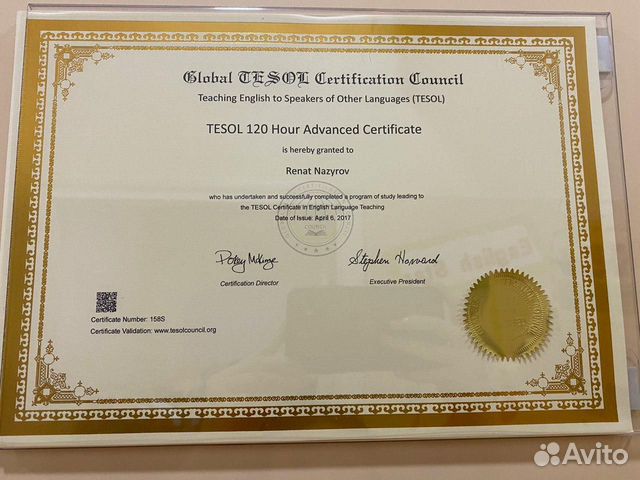 Global TESOL Certification Council
Teaching English to Speakers of Other Languages (TESOL)
TESOL 120 Hour Advanced Certificate
is hereby granted to
Renat Nazyrov
who has undertaken and successfully completed a program of study leading to
the TESOL Certificate in English Language Teaching
Date of Issue: April 6, 2017
COUNCIL
Stephen Horward
Certification Director
Executive President
Certificate Number: 158S
Certificate Validation: www.tesolcouncil.org
Avito